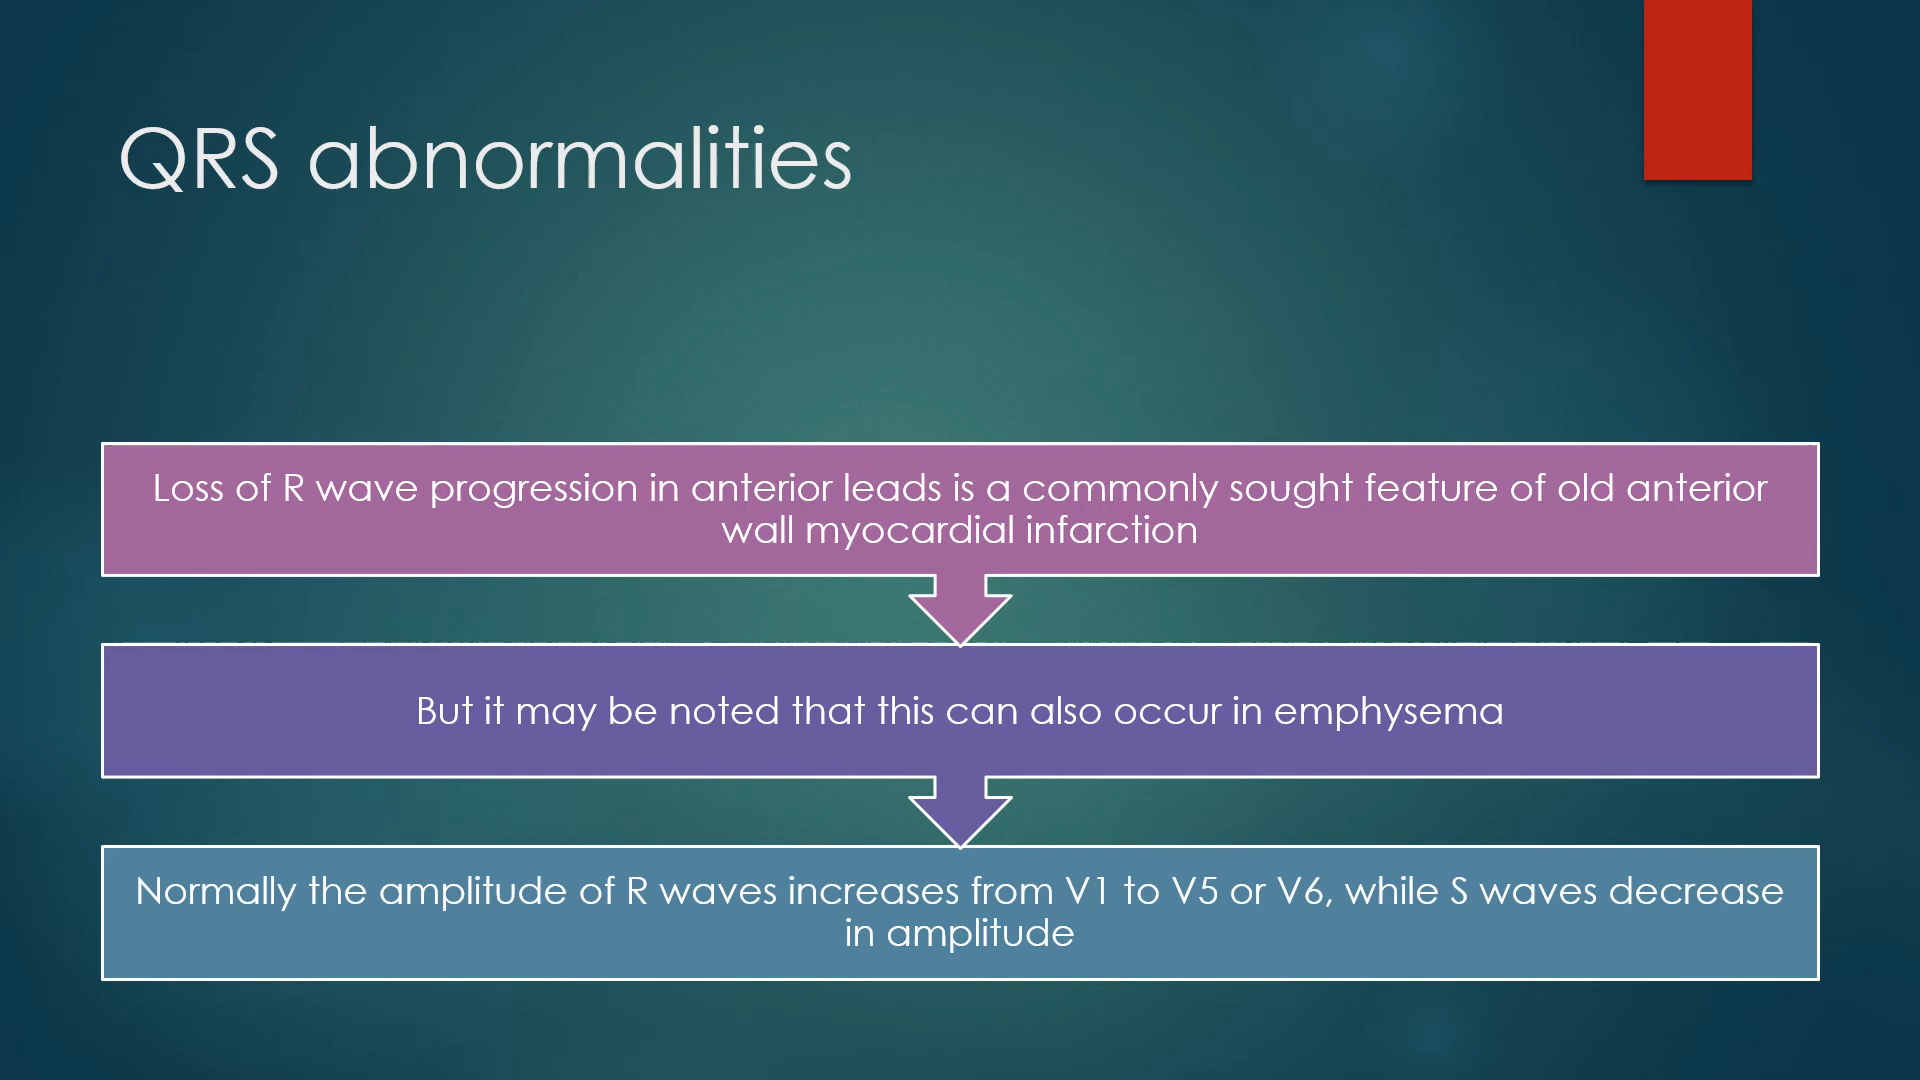 QRS abnormalities
Loss of R wave progression in anterior leads is a commonly sought feature of old anterior
wall myocardial infarction
But it may be noted that this can also occur in emphysema
Normally the amplitude of R waves increases from V1 to V5 or V6, while S waves decrease
in amplitude